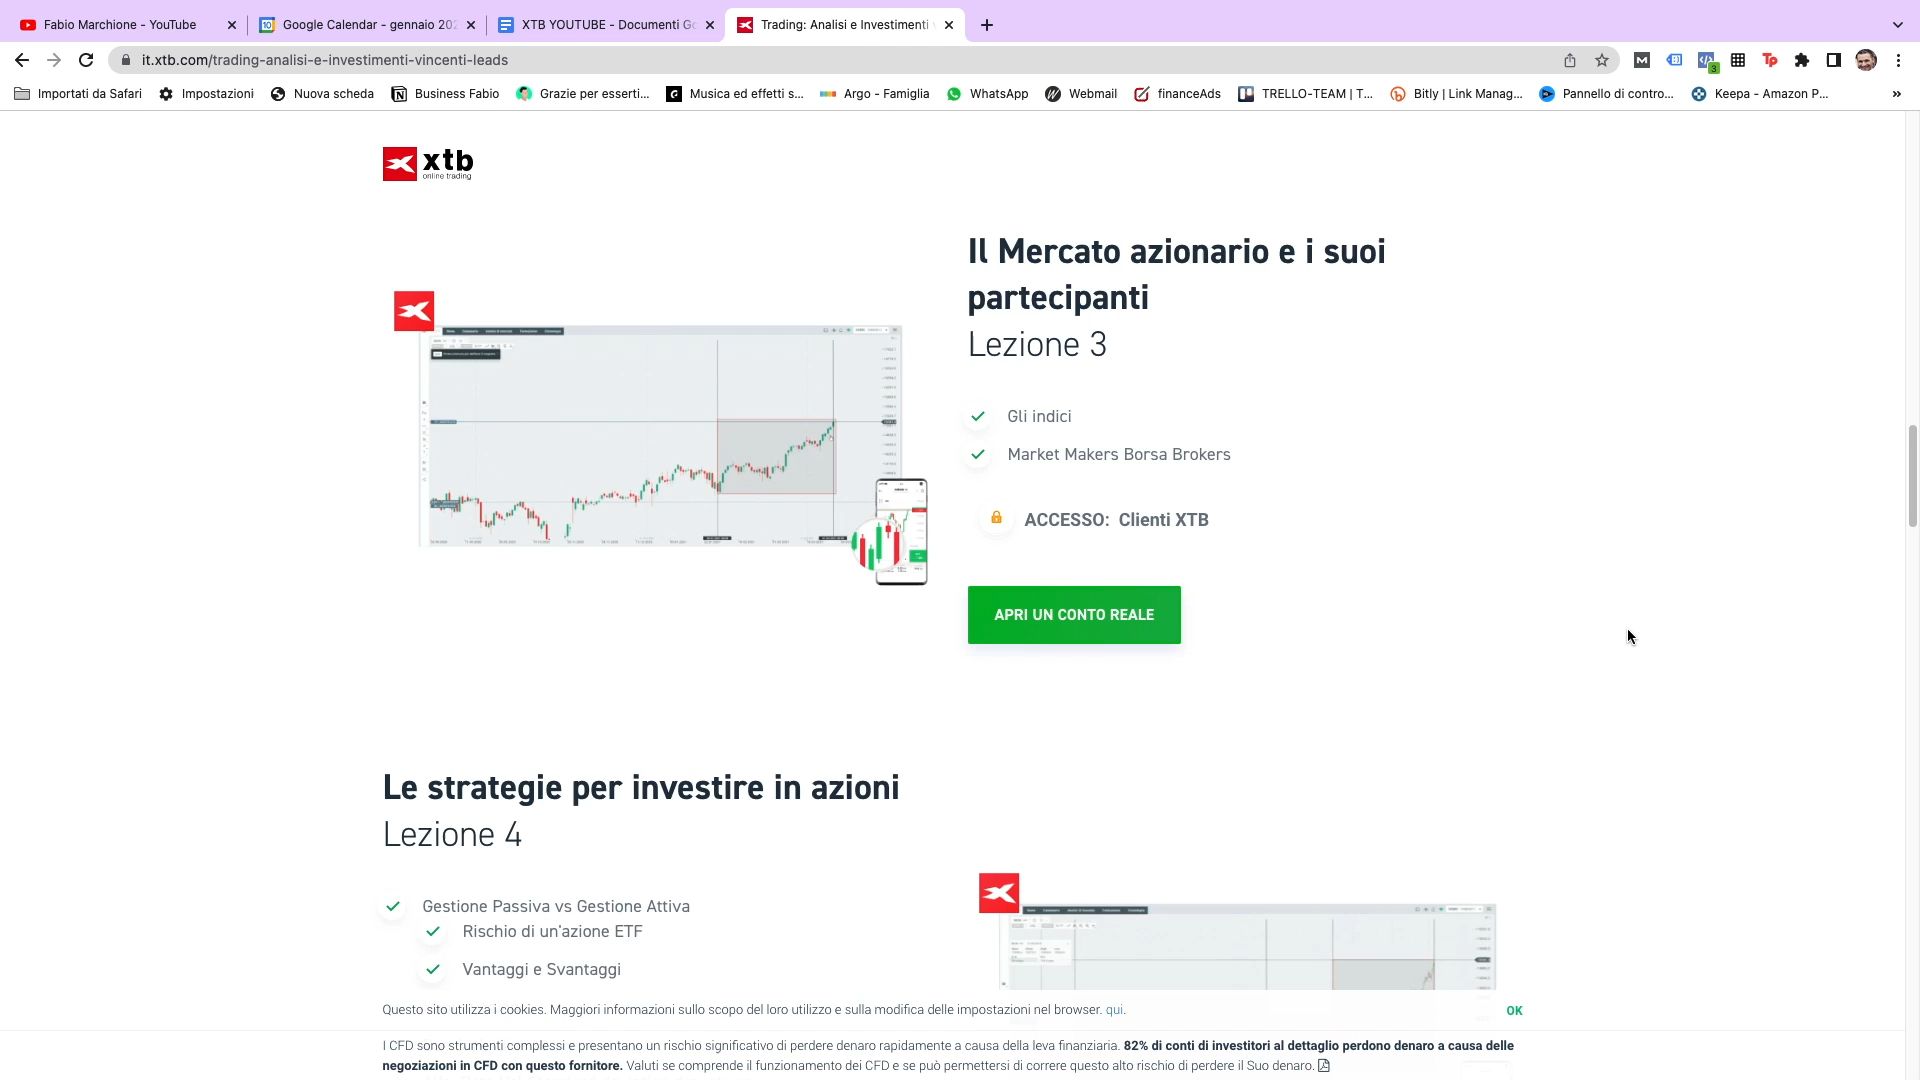 Fabio Marchione - YouTube
Google Calendar - gennaio 202
XTB YOUTUBE - Documenti Go
Trading: Analisi e Investimenti
it.xtb.com/trading-analisi-e-investimenti-vincenti-leads
Importati da Safari
Impostazioni
Nuova scheda
Business Fabio
Grazie per esserti...
Musica ed effetti s...
Argo - Famiglia
WhatsApp
Webmail
financeAds
TRELLO-TEAM | T...
Bitly | Link Manag...
Pannello di contro...
Keepa - Amazon P...
»
xtb
online trading
Il Mercato azionario e i suoi
partecipanti
Lezione 3
Gli indici
Market Makers Borsa Brokers
ACCESSO: Clienti XTB
APRI UN CONTO REALE
Le strategie per investire in azioni
Lezione 4
Gestione Passiva vs Gestione Attiva
Rischio di un'azione ETF
Vantaggi e Svantaggi
Questo sito utilizza i cookies. Maggiori informazioni sullo scopo del loro utilizzo e sulla modifica delle impostazioni nel browser. qui.
OK
I CFD sono strumenti complessi e presentano un rischio significativo di perdere denaro rapidamente a causa della leva finanziaria. 82% di conti di investitori al dettaglio perdono denaro a causa delle
negoziazioni in CFD con questo fornitore. Valuti se comprende il funzionamento dei CFD e se può permettersi di correre questo alto rischio di perdere il Suo denaro.